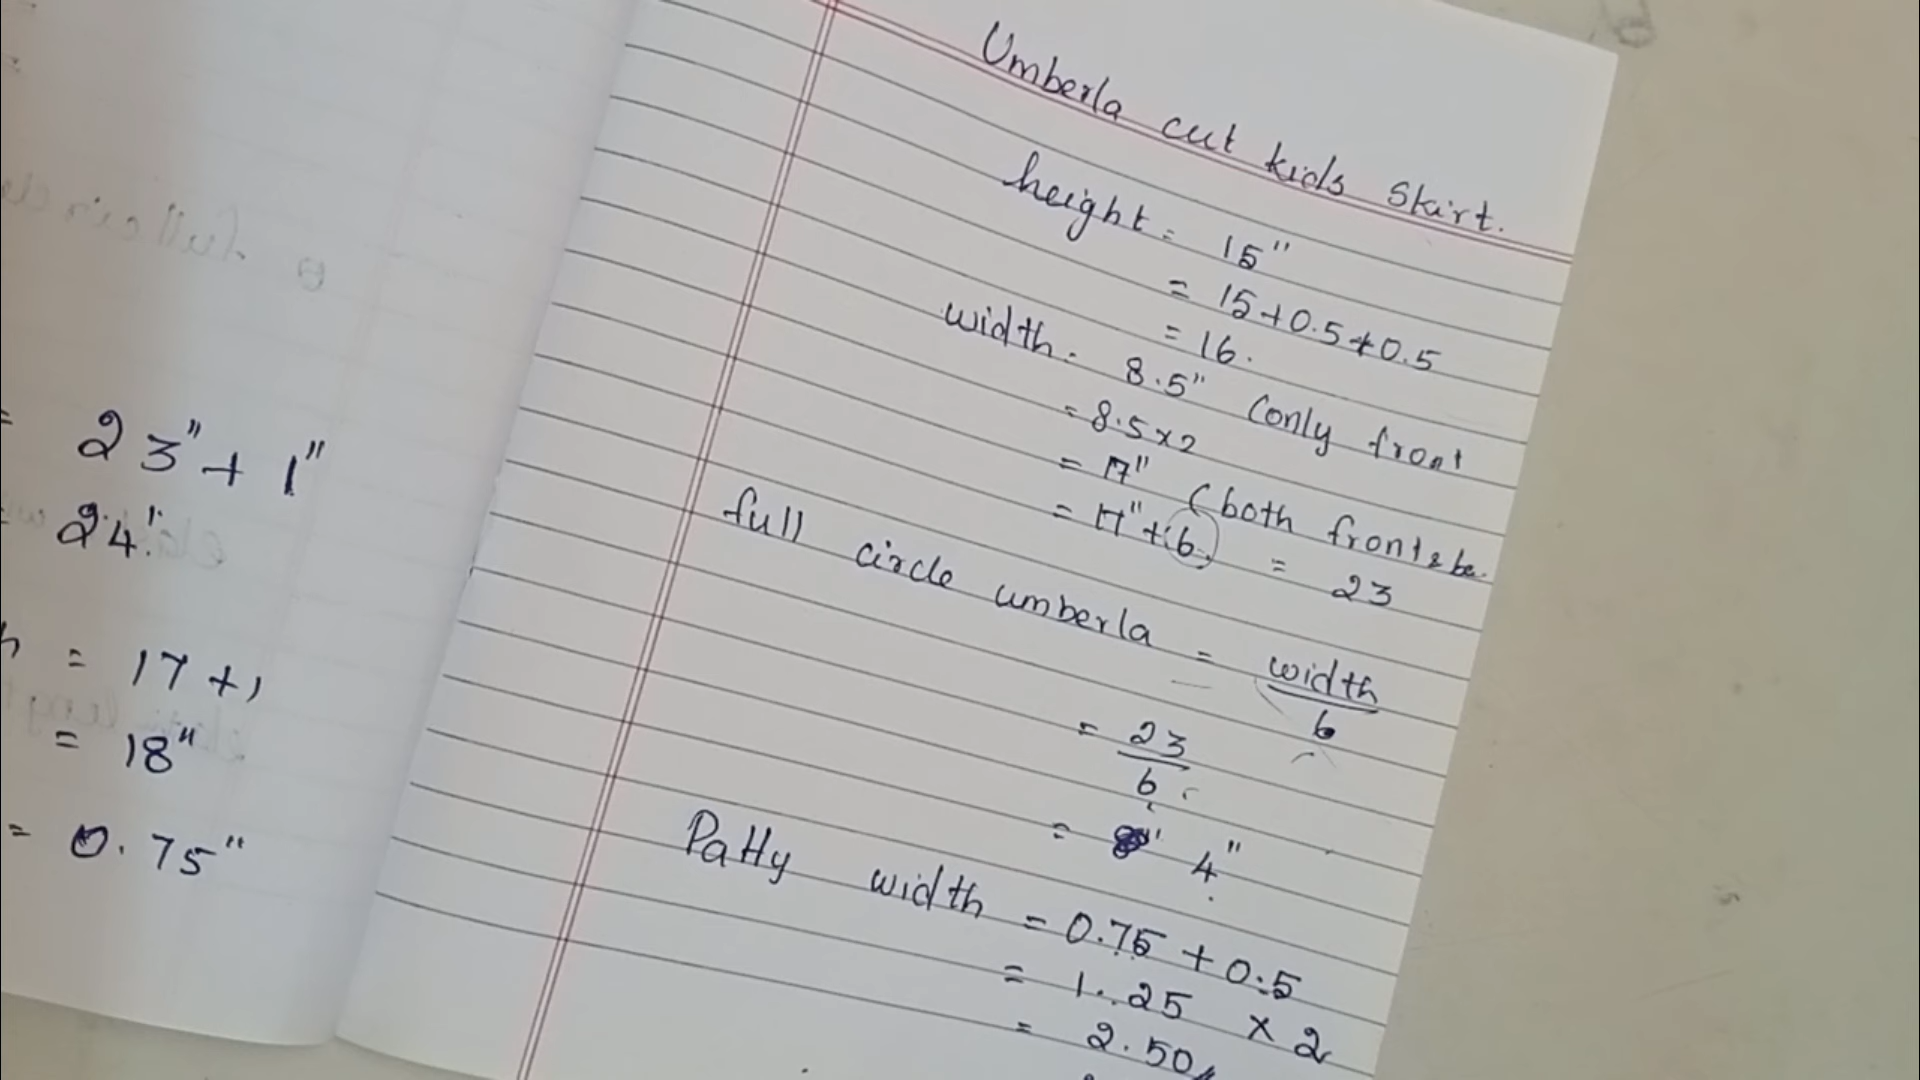 = 23" + 1"
= 24"
= 17 + 1
= 18"
= 0.75"
Umberla cut kids Skirt.
height = 15"
= 15 + 0.5 + 0.5
= 16.
width = 8.5" (only front
= 8.5 x 2
= 17" (both front & ba
= 17" + 6 = 23
full circle umberla = width / 6
= 23 / 6
= 4"
Patty width = 0.75 + 0.5
= 1.25 x 2
= 2.50